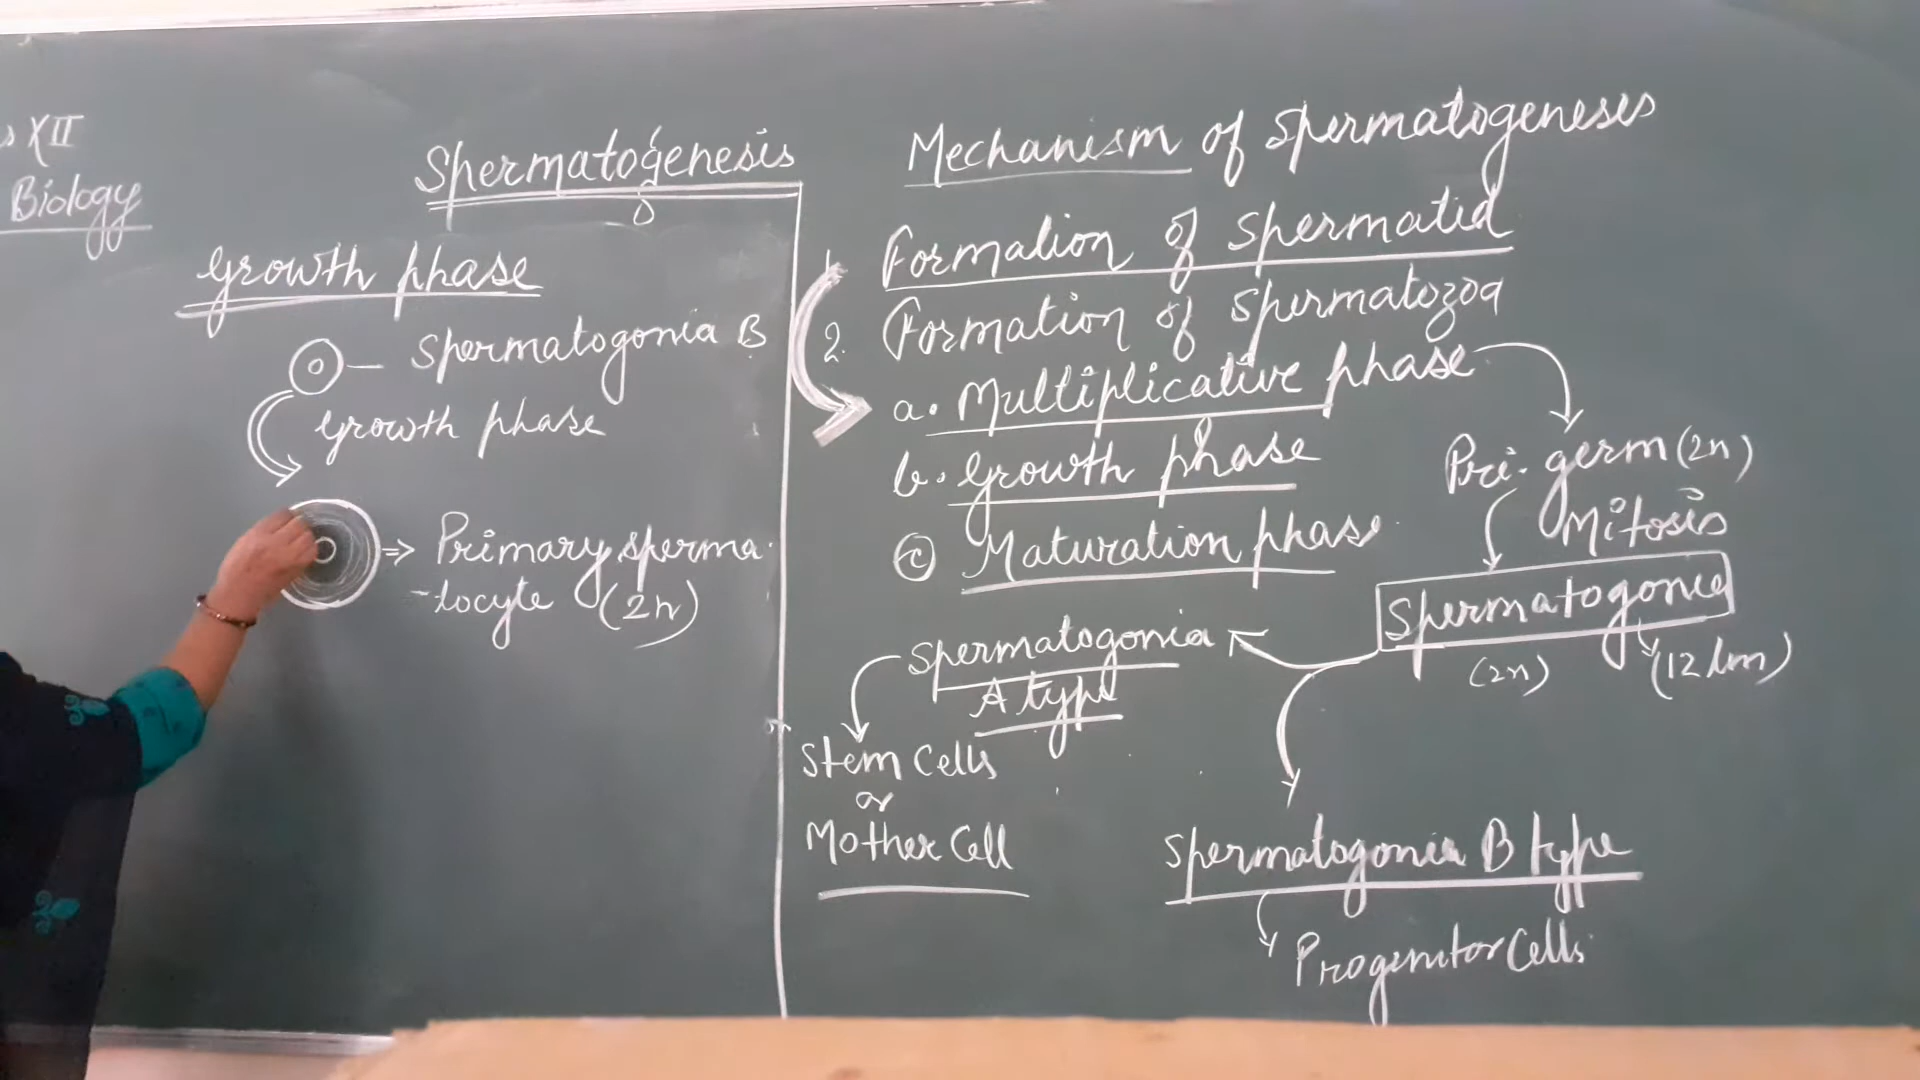 s XII
Biology
Spermatogenesis
Growth phase
Spermatogonia B
Growth phase
Primary sperma
-tocyte (2n)
Mechanism of Spermatogeneses
1. Formation of Spermatid
2. Formation of Spermatozoa
a. Multiplicative phase
b. Growth phase
c Maturation phase
Pri. germ (2n)
Mitosis
Spermatogonia
(2n)
Spermatogonia
A type
Stem Cells
or
Mother Cell
Spermatogonia B type
Progenitor Cells